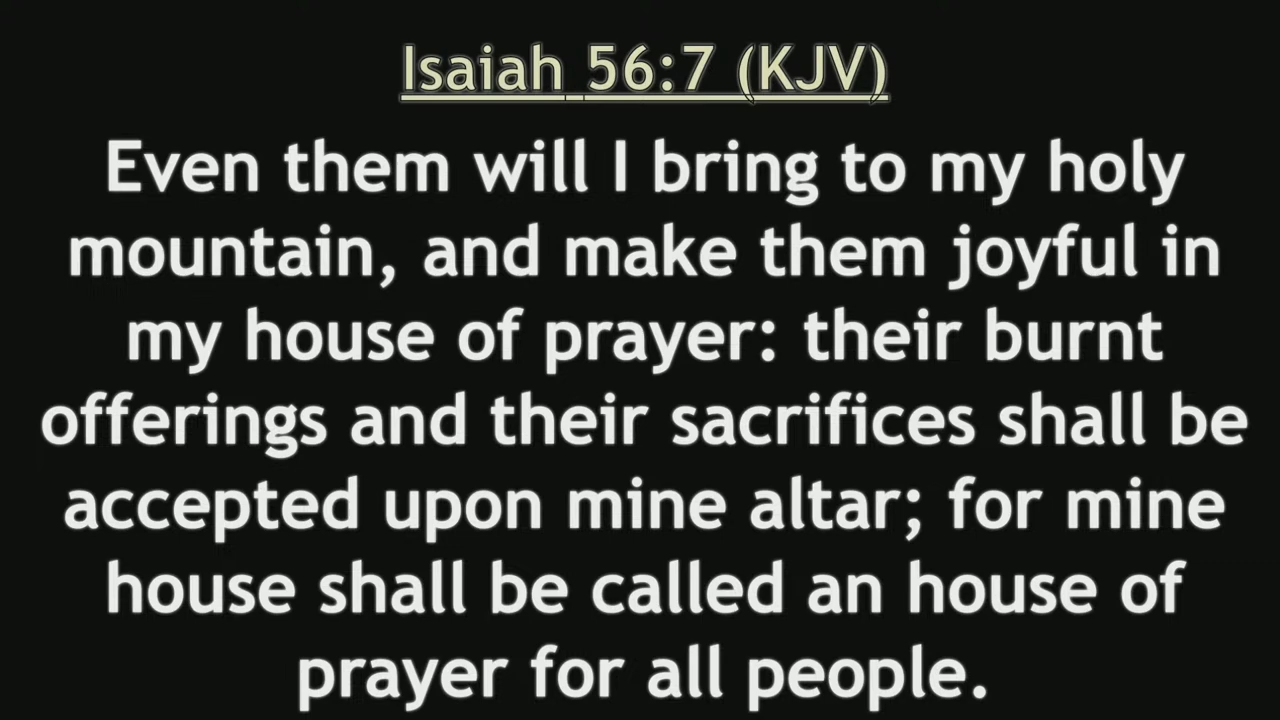 Isaiah 56:7 (KJV)
Even them will I bring to my holy
mountain, and make them joyful in
my house of prayer: their burnt
offerings and their sacrifices shall be
accepted upon mine altar; for mine
house shall be called an house of
prayer for all people.